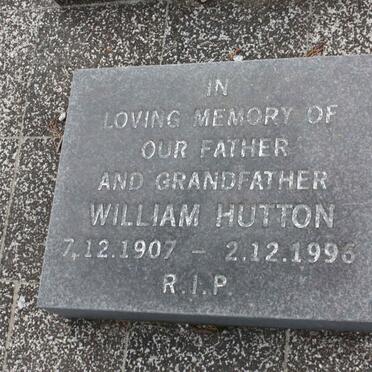 IN
LOVING MEMORY OF
OUR FATHER
AND GRANDFATHER
WILLIAM HUTTON
7.12.1907 - 2.12.1996
R.I.P.